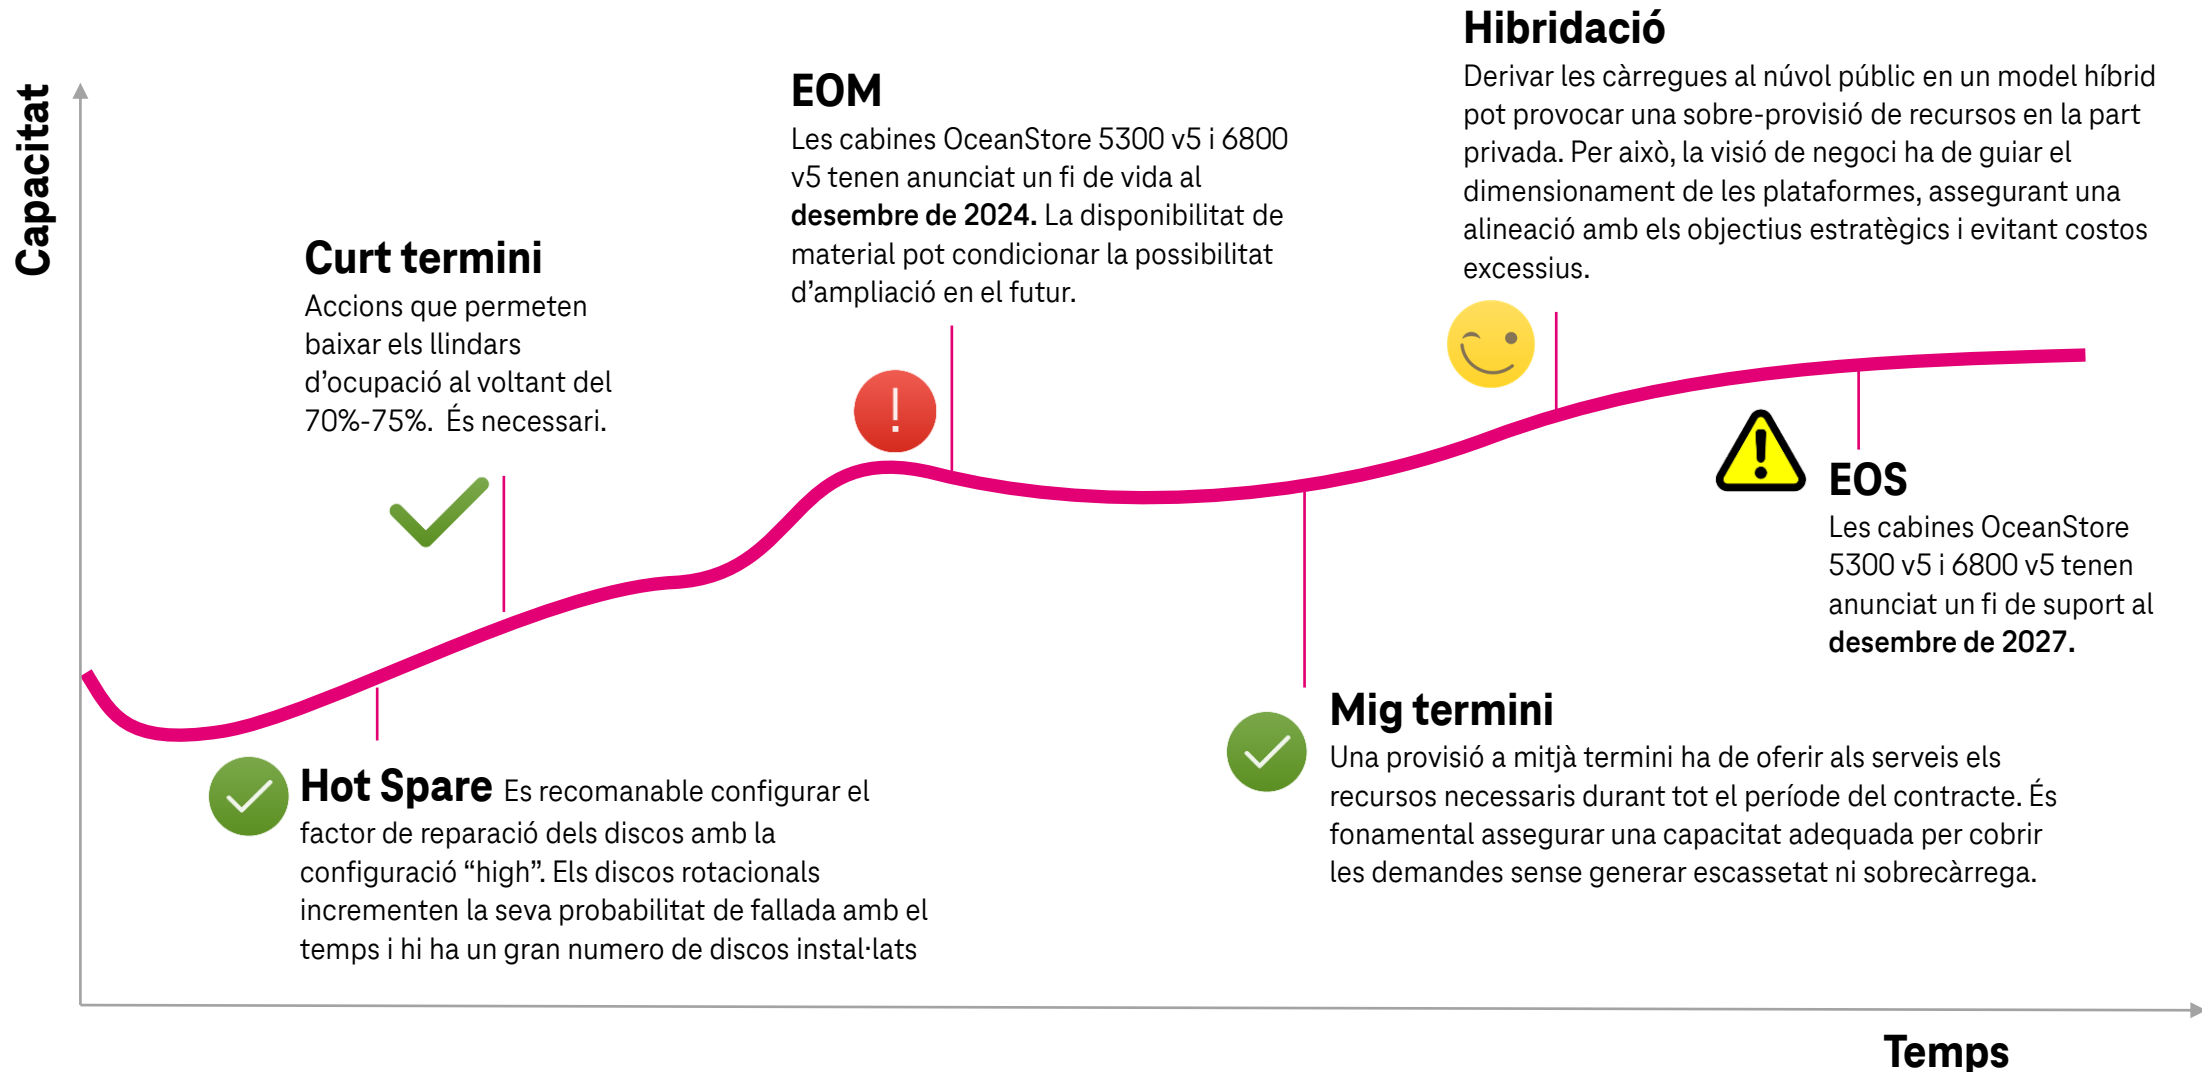 Capacitat
Curt termini
Accions que permeten
baixar els llindars
d’ocupació al voltant del
70%-75%.  És necessari.
EOM
Les cabines OceanStore 5300 v5 i 6800
v5 tenen anunciat un fi de vida al
desembre de 2024. La disponibilitat de
material pot condicionar la possibilitat
d’ampliació en el futur.
Hibridació
Derivar les càrregues al núvol públic en un model híbrid
pot provocar una sobre-provisió de recursos en la part
privada. Per això, la visió de negoci ha de guiar el
dimensionament de les plataformes, assegurant una
alineació amb els objectius estratègics i evitant costos
excessius.
EOS
Les cabines OceanStore
5300 v5 i 6800 v5 tenen
anunciat un fi de suport al
desembre de 2027.
Hot Spare Es recomanable configurar el
factor de reparació dels discos amb la
configuració “high”. Els discos rotacionals
incrementen la seva probabilitat de fallada amb el
temps i hi ha un gran numero de discos instal·lats
Mig termini
Una provisió a mitjà termini ha de oferir als serveis els
recursos necessaris durant tot el període del contracte. És
fonamental assegurar una capacitat adequada per cobrir
les demandes sense generar escassetat ni sobrecàrrega.
Temps